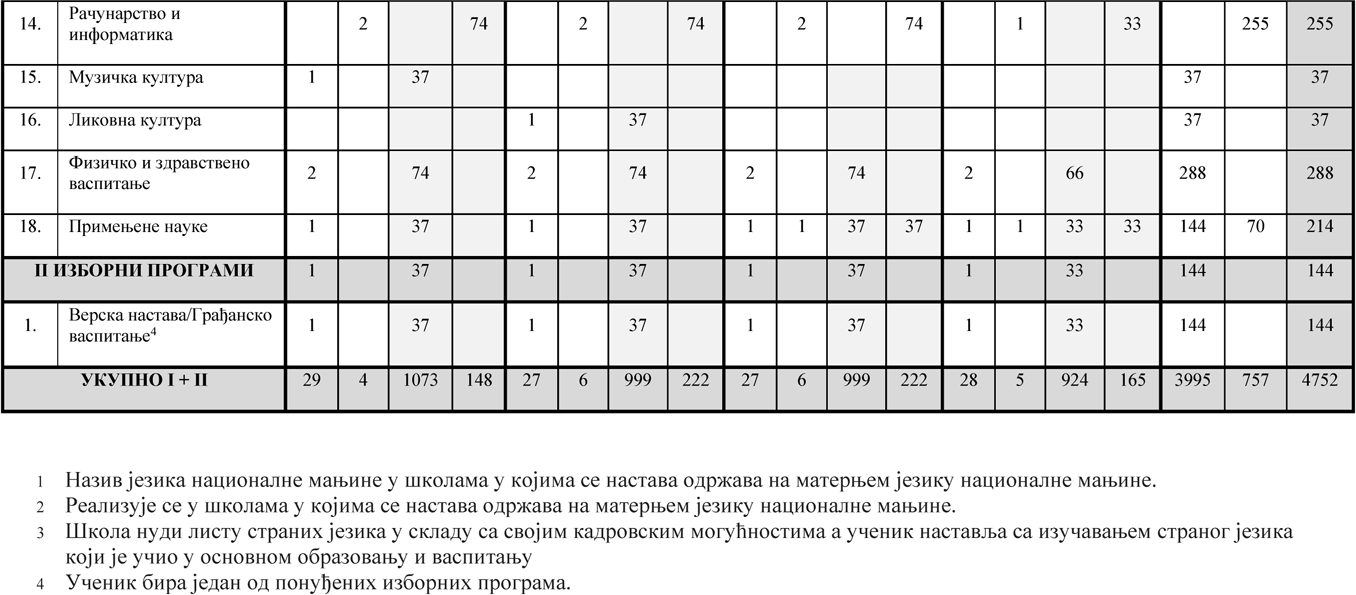 14. Рачунарство и информатика 2 74 2 74 2 74 1 33 255 255
15. Музичка култура 1 37 37 37
16. Ликовна култура 1 37 37 37
17. Физичко и здравствено васпитање 2 74 2 74 2 74 2 66 288 288
18. Примењене науке 1 37 1 37 1 1 37 37 1 1 33 33 144 70 214
II ИЗБОРНИ ПРОГРАМИ 1 37 1 37 1 37 1 33 144 144
1. Верска настава/Грађанско васпитање4 1 37 1 37 1 37 1 33 144 144
УКУПНО I + II 29 4 1073 148 27 6 999 222 27 6 999 222 28 5 924 165 3995 757 4752
1 Назив језика националне мањине у школама у којима се настава одржава на матерњем језику националне мањине.
2 Реализује се у школама у којима се настава одржава на матерњем језику националне мањине.
3 Школа нуди листу страних језика у складу са својим кадровским могућностима а ученик наставља са изучавањем страног језика
који је учио у основном образовању и васпитању
4 Ученик бира један од понуђених изборних програма.